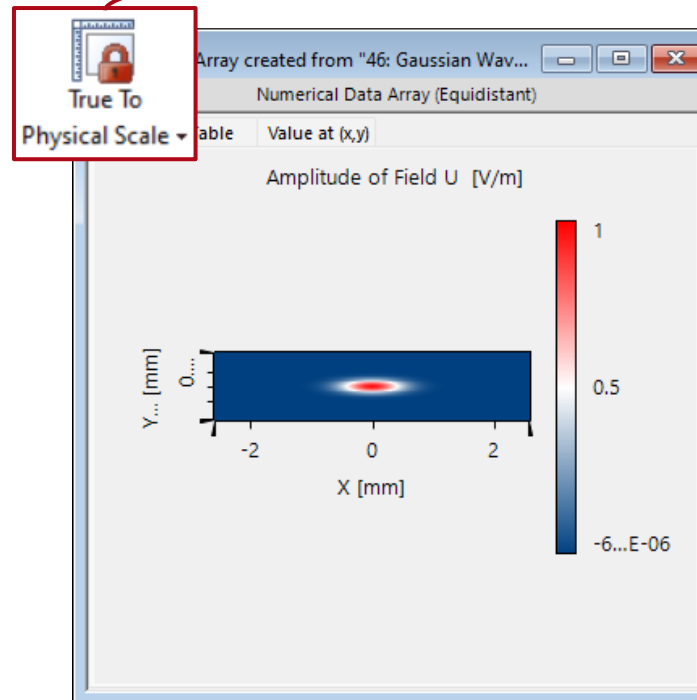 True To
Physical Scale
Array created from "46: Gaussian Wav...
Numerical Data Array (Equidistant)
Value at (x,y)
Amplitude of Field U [V/m]
1
0.5
-6...E-06
Y... [mm]
0...
-2
0
2
X [mm]